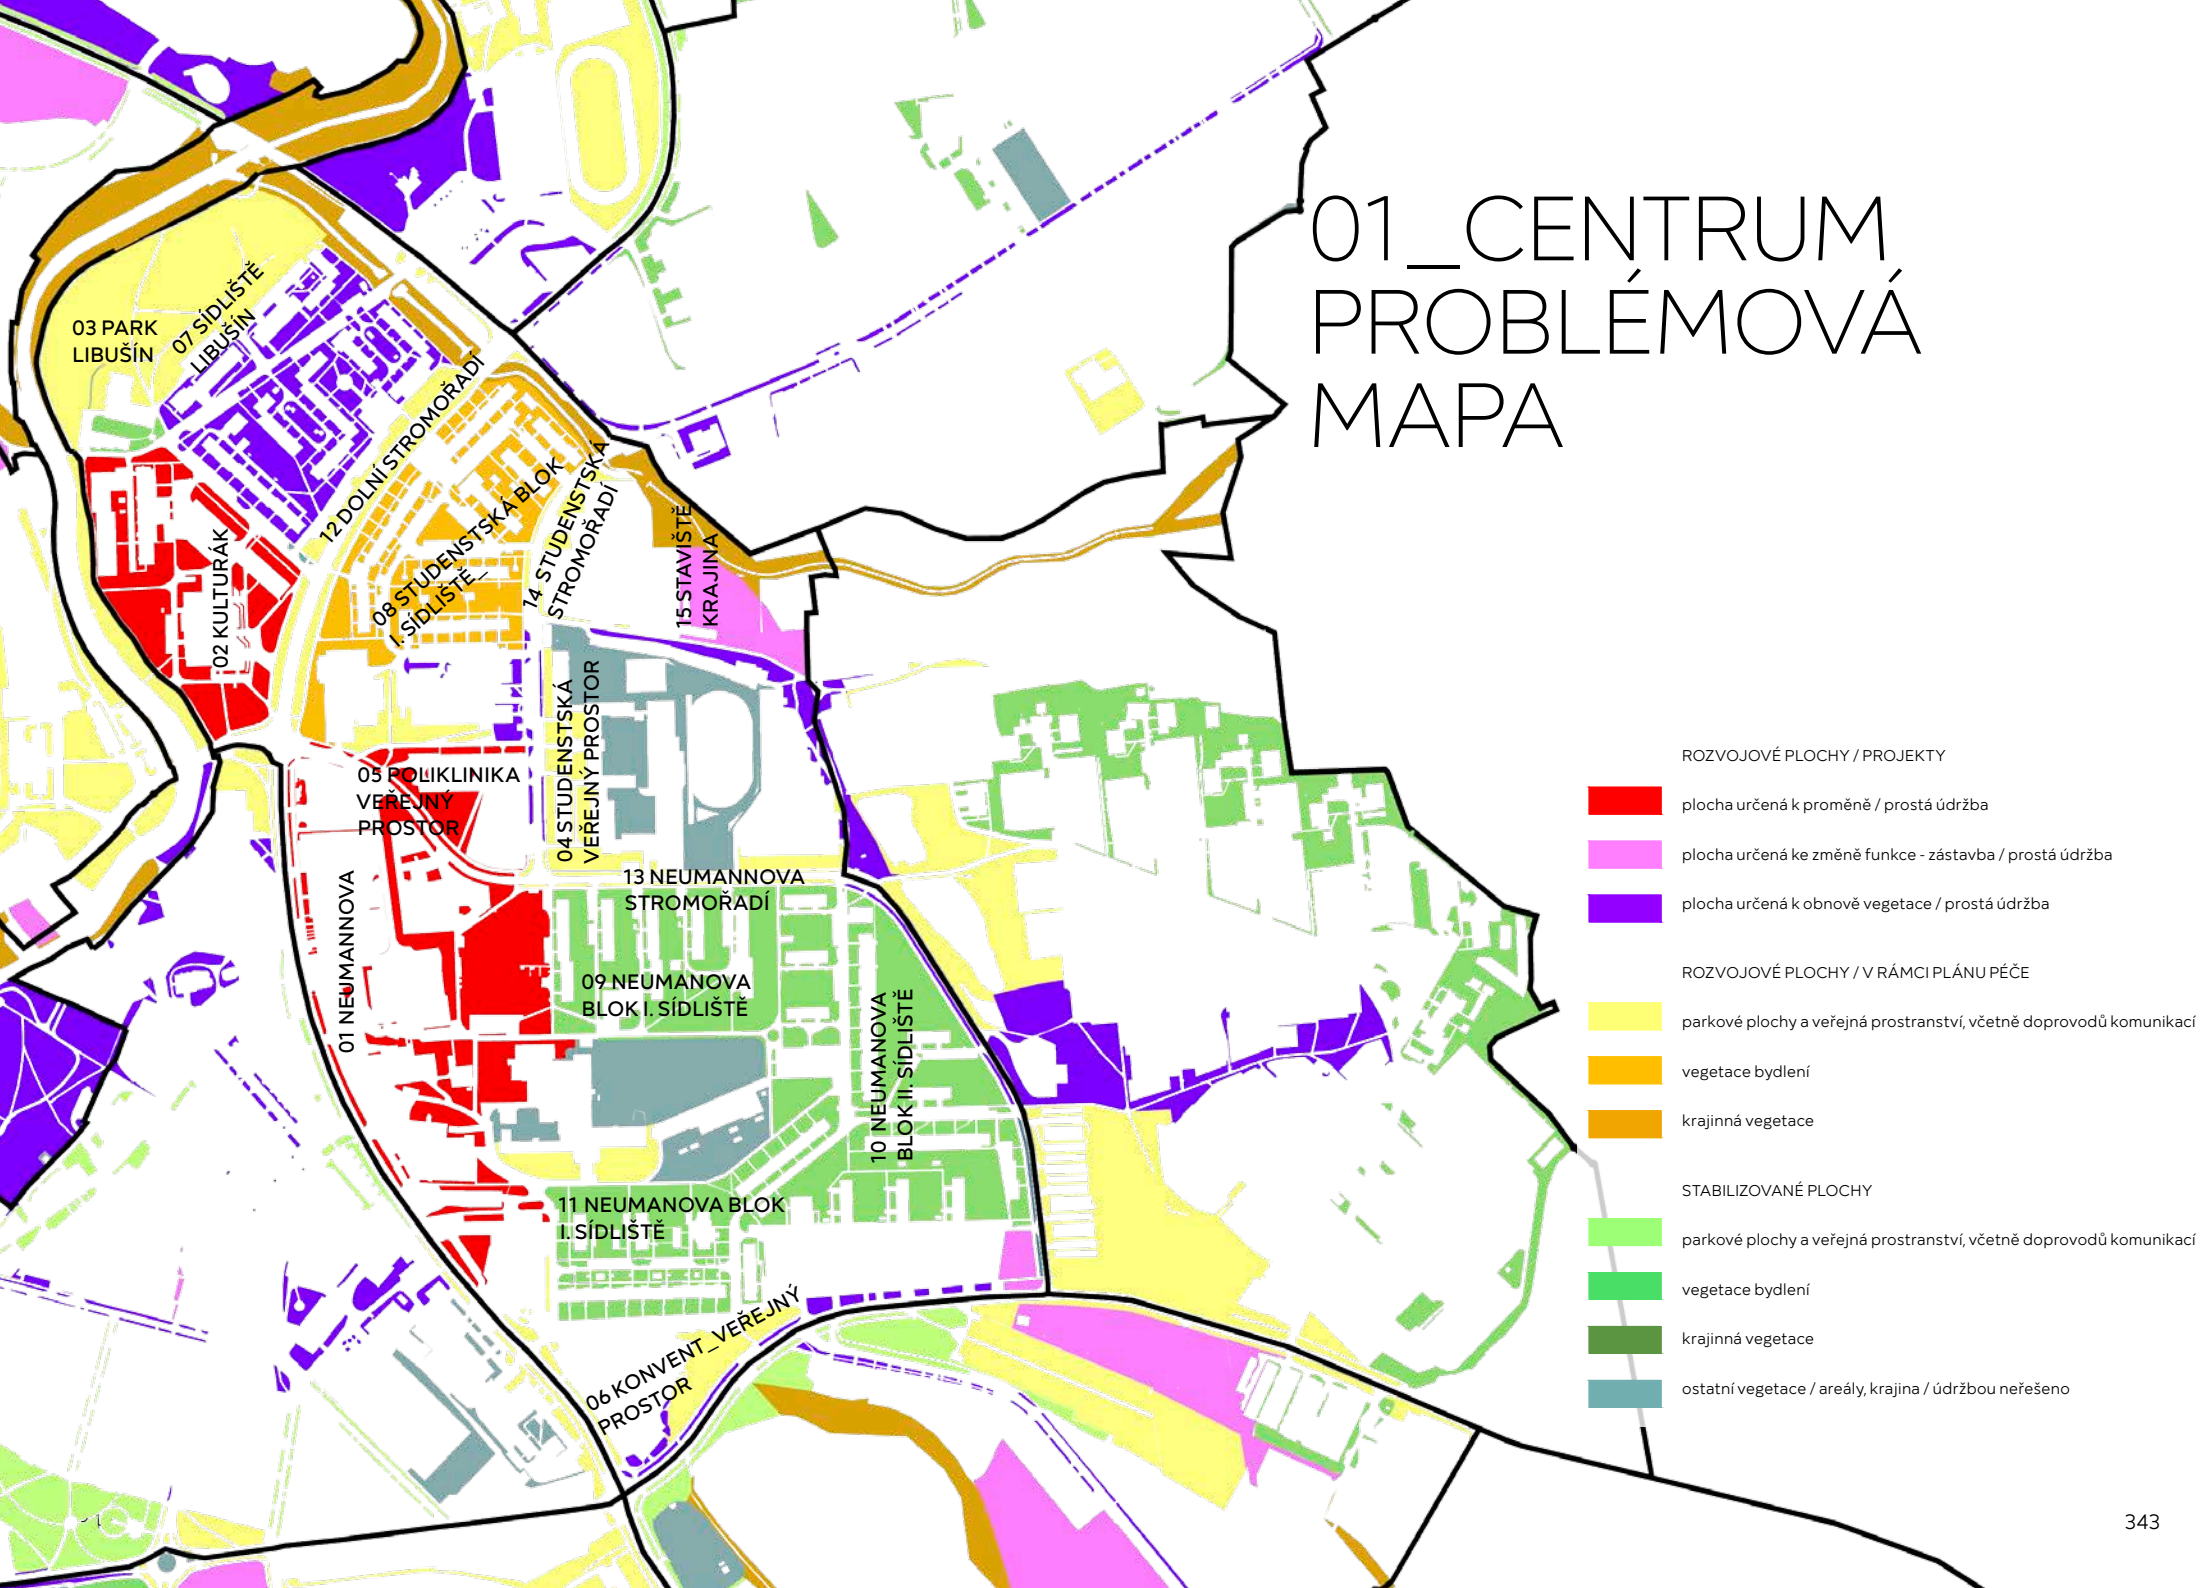 01_CENTRUM
PROBLÉMOVÁ
MAPA
03 PARK
LIBUŠÍN
07 SÍDLIŠTĚ
LIBUŠÍN
12 DOLNÍ STROMOŘADÍ
02 KULTURÁK
08 STUDENSTSKÁ BLOK
I. SÍDLIŠTĚ_
14 STUDENSTSKÁ
STROMOŘADÍ
15 STAVIŠTĚ
KRAJINA
04 STUDENSTSKÁ
VEŘEJNÝ PROSTOR
05 POLIKLINIKA
VEŘEJNÝ
PROSTOR
01 NEUMANNOVA
13 NEUMANNOVA
STROMOŘADÍ
09 NEUMANOVA
BLOK I. SÍDLIŠTĚ
10 NEUMANOVA
BLOK II. SÍDLIŠTĚ
11 NEUMANOVA BLOK
I. SÍDLIŠTĚ
06 KONVENT_VEŘEJNÝ
PROSTOR
ROZVOJOVÉ PLOCHY / PROJEKTY
plocha určená k proměně / prostá údržba
plocha určená ke změně funkce - zástavba / prostá údržba
plocha určená k obnově vegetace / prostá údržba
ROZVOJOVÉ PLOCHY / V RÁMCI PLÁNU PÉČE
parkové plochy a veřejná prostranství, včetně doprovodů komunikací
vegetace bydlení
krajinná vegetace
STABILIZOVANÉ PLOCHY
parkové plochy a veřejná prostranství, včetně doprovodů komunikací
vegetace bydlení
krajinná vegetace
ostatní vegetace / areály, krajina / údržbou neřešeno
343